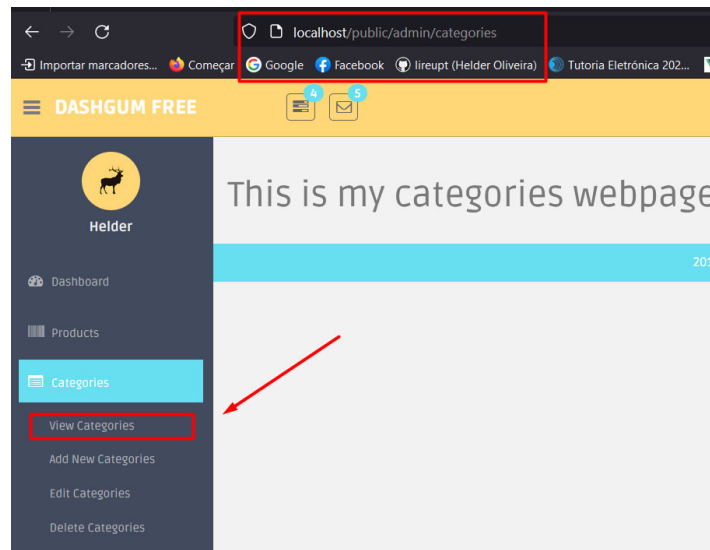 localhost/public/admin/categories
Importar marcadores... Começar Google Facebook lireupt (Helder Oliveira) Tutoria Eletrónica 202...
DASHGUM FREE 4 5
This is my categories webpage
Helder
201
Dashboard
Products
Categories
View Categories
Add New Categories
Edit Categories
Delete Categories